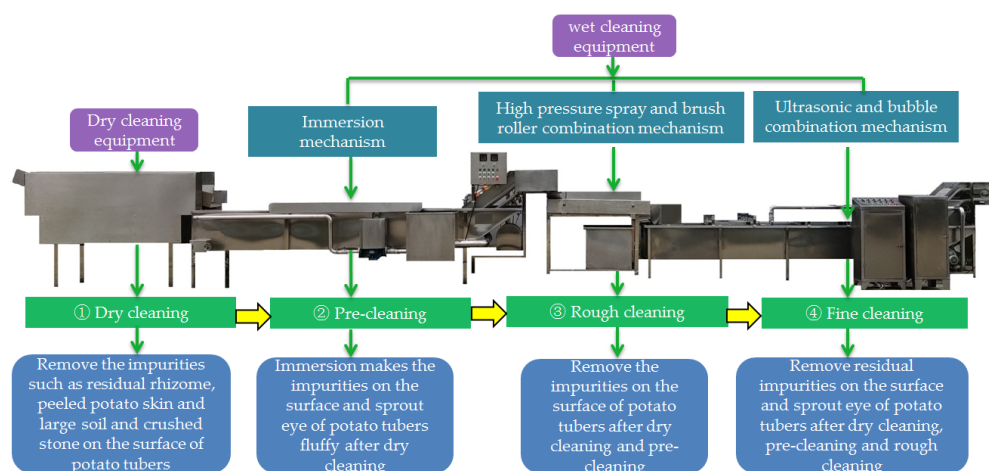 wet cleaning
equipment
Dry cleaning
equipment
Immersion
mechanism
High pressure spray and brush
roller combination mechanism
Ultrasonic and bubble
combination mechanism
① Dry cleaning
② Pre-cleaning
③ Rough cleaning
④ Fine cleaning
Remove the impurities
such as residual rhizome,
peeled potato skin and
large soil and crushed
stone on the surface of
potato tubers
Immersion makes the
impurities on the
surface and sprout
eye of potato tubers
fluffy after dry
cleaning
Remove the
impurities on the
surface of potato
tubers after dry
cleaning and pre-
cleaning
Remove residual
impurities on the surface
and sprout eye of potato
tubers after dry cleaning,
pre-cleaning and rough
cleaning